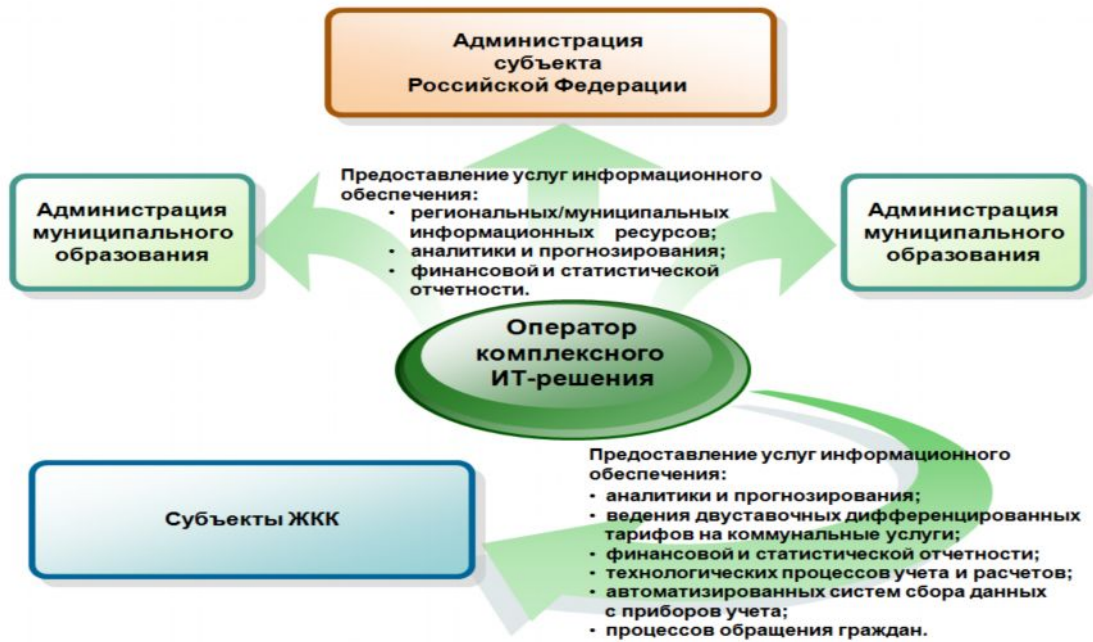 Администрация
субъекта
Российской Федерации
Предоставление услуг информационного
обеспечения:
• региональных/муниципальных
информационных ресурсов;
• аналитики и прогнозирования;
• финансовой и статистической
отчетности.
Администрация
муниципального
образования
Администрация
муниципального
образования
Оператор
комплексного
ИТ-решения
Субъекты ЖКК
Предоставление услуг информационного
обеспечения:
• аналитики и прогнозирования;
• ведения двуставочных дифференцированных
тарифов на коммунальные услуги;
• финансовой и статистической отчетности;
• технологических процессов учета и расчетов;
• автоматизированных систем сбора данных
с приборов учета;
• процессов обращения граждан.